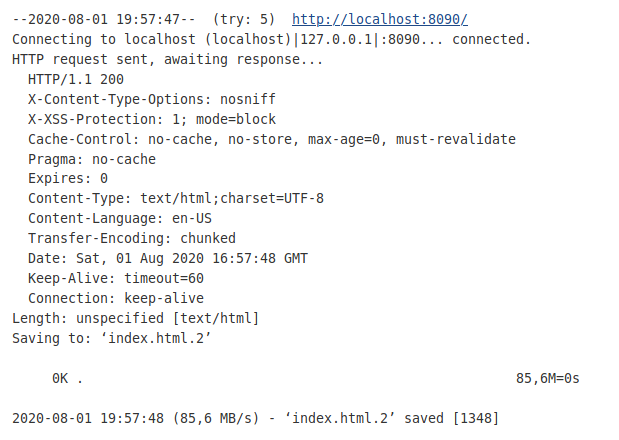 --2020-08-01 19:57:47--  (try: 5)  http://localhost:8090/
Connecting to localhost (localhost)|127.0.0.1|:8090... connected.
HTTP request sent, awaiting response...
  HTTP/1.1 200
  X-Content-Type-Options: nosniff
  X-XSS-Protection: 1; mode=block
  Cache-Control: no-cache, no-store, max-age=0, must-revalidate
  Pragma: no-cache
  Expires: 0
  Content-Type: text/html;charset=UTF-8
  Content-Language: en-US
  Transfer-Encoding: chunked
  Date: Sat, 01 Aug 2020 16:57:48 GMT
  Keep-Alive: timeout=60
  Connection: keep-alive
Length: unspecified [text/html]
Saving to: ‘index.html.2’
     0K .                                                      85,6M=0s
2020-08-01 19:57:48 (85,6 MB/s) - ‘index.html.2’ saved [1348]